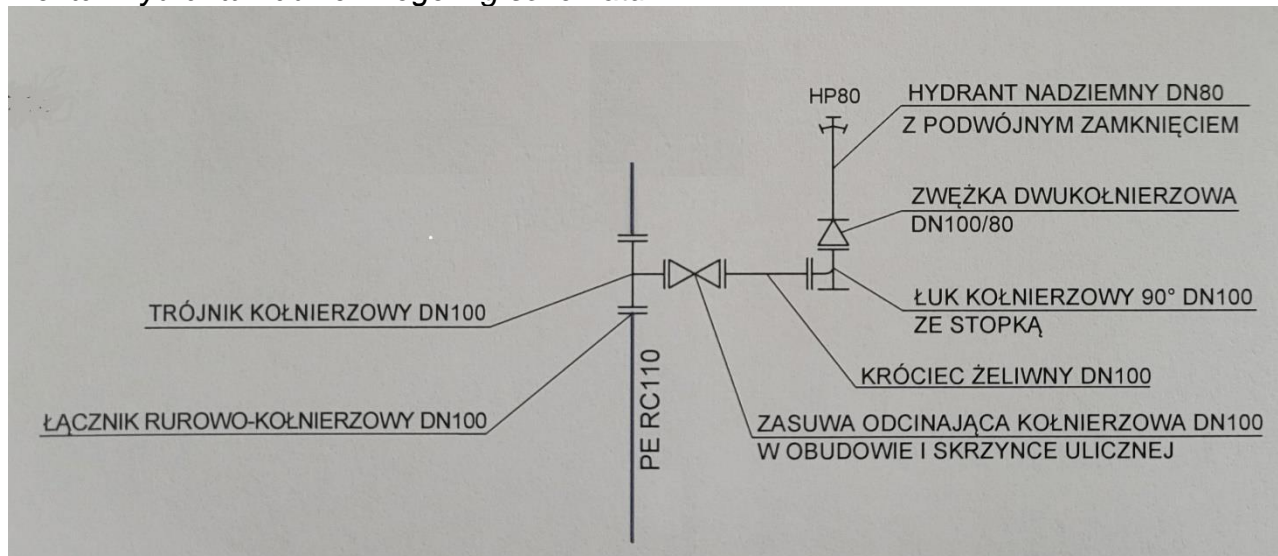 HP80
HYDRANT NADZIEMNY DN80
Z PODWÓJNYM ZAMKNIĘCIEM
ZWĘŻKA DWUKOŁNIERZOWA
DN100/80
TRÓJNIK KOŁNIERZOWY DN100
ŁUK KOŁNIERZOWY 90° DN100
ZE STOPKĄ
KRÓCIEC ŻELIWNY DN100
ŁĄCZNIK RUROWO-KOŁNIERZOWY DN100
PE RC110
ZASUWA ODCINAJĄCA KOŁNIERZOWA DN100
W OBUDOWIE I SKRZYNCE ULICZNEJ